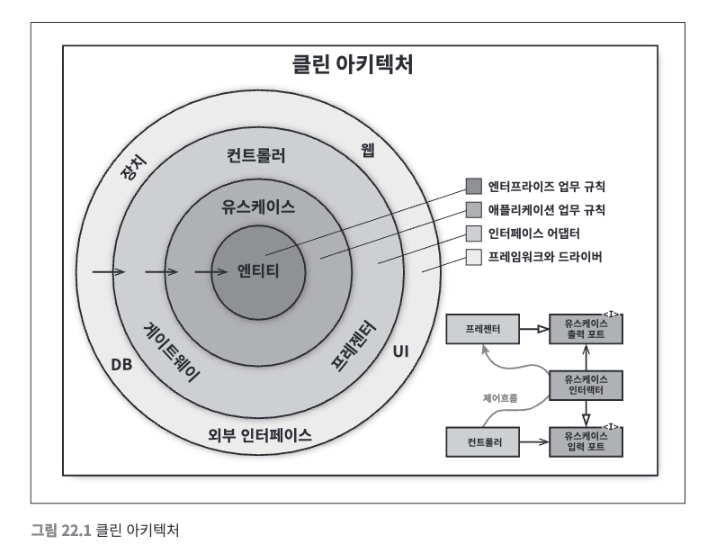 클린 아키텍처
장치
웹
컨트롤러
유스케이스
엔티티
게이트웨이
프레젠터
DB
UI
외부 인터페이스
엔터프라이즈 업무 규칙
애플리케이션 업무 규칙
인터페이스 어댑터
프레임워크와 드라이버
프레젠터
<I>
유스케이스
출력 포트
유스케이스
인터랙터
제어흐름
컨트롤러
<I>
유스케이스
입력 포트
그림 22.1 클린 아키텍처